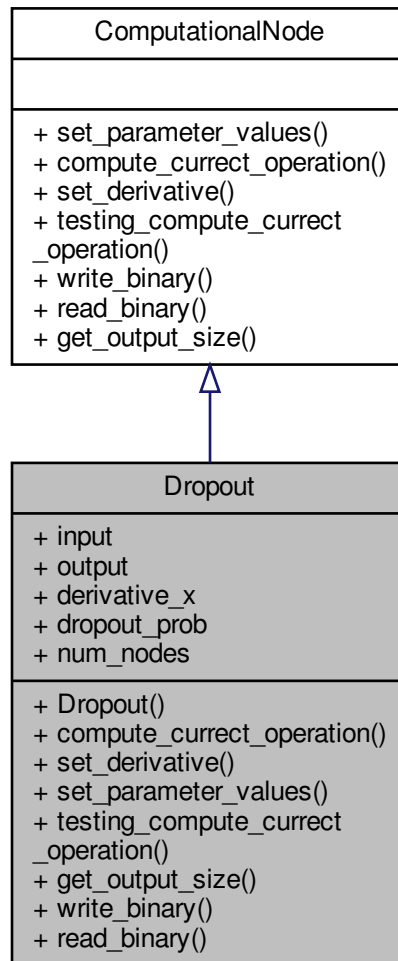 ComputationalNode
+ set_parameter_values()
+ compute_currect_operation()
+ set_derivative()
+ testing_compute_currect
_operation()
+ write_binary()
+ read_binary()
+ get_output_size()
Dropout
+ input
+ output
+ derivative_x
+ dropout_prob
+ num_nodes
+ Dropout()
+ compute_currect_operation()
+ set_derivative()
+ set_parameter_values()
+ testing_compute_currect
_operation()
+ get_output_size()
+ write_binary()
+ read_binary()